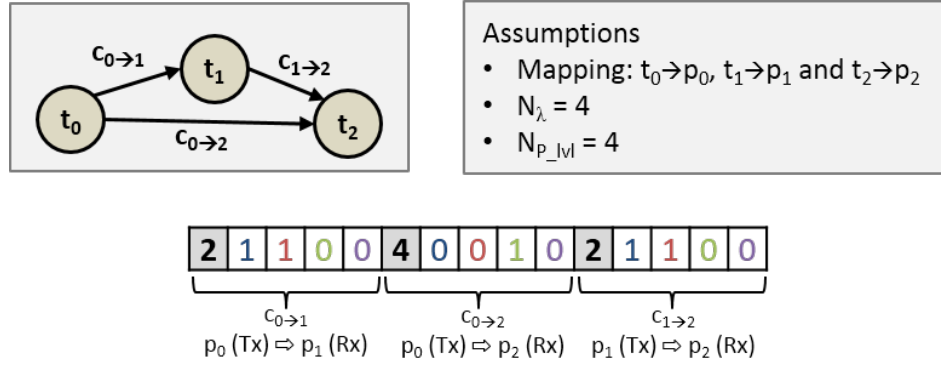 c0→1
t1
c1→2
t0
c0→2
t2
Assumptions
• Mapping: t0→p0, t1→p1 and t2→p2
• Nλ = 4
• NP_lvl = 4
2 1 1 0 0 4 0 0 1 0 2 1 1 0 0
c0→1 c0→2 c1→2
p0 (Tx) ⇨ p1 (Rx) p0 (Tx) ⇨ p2 (Rx) p1 (Tx) ⇨ p2 (Rx)